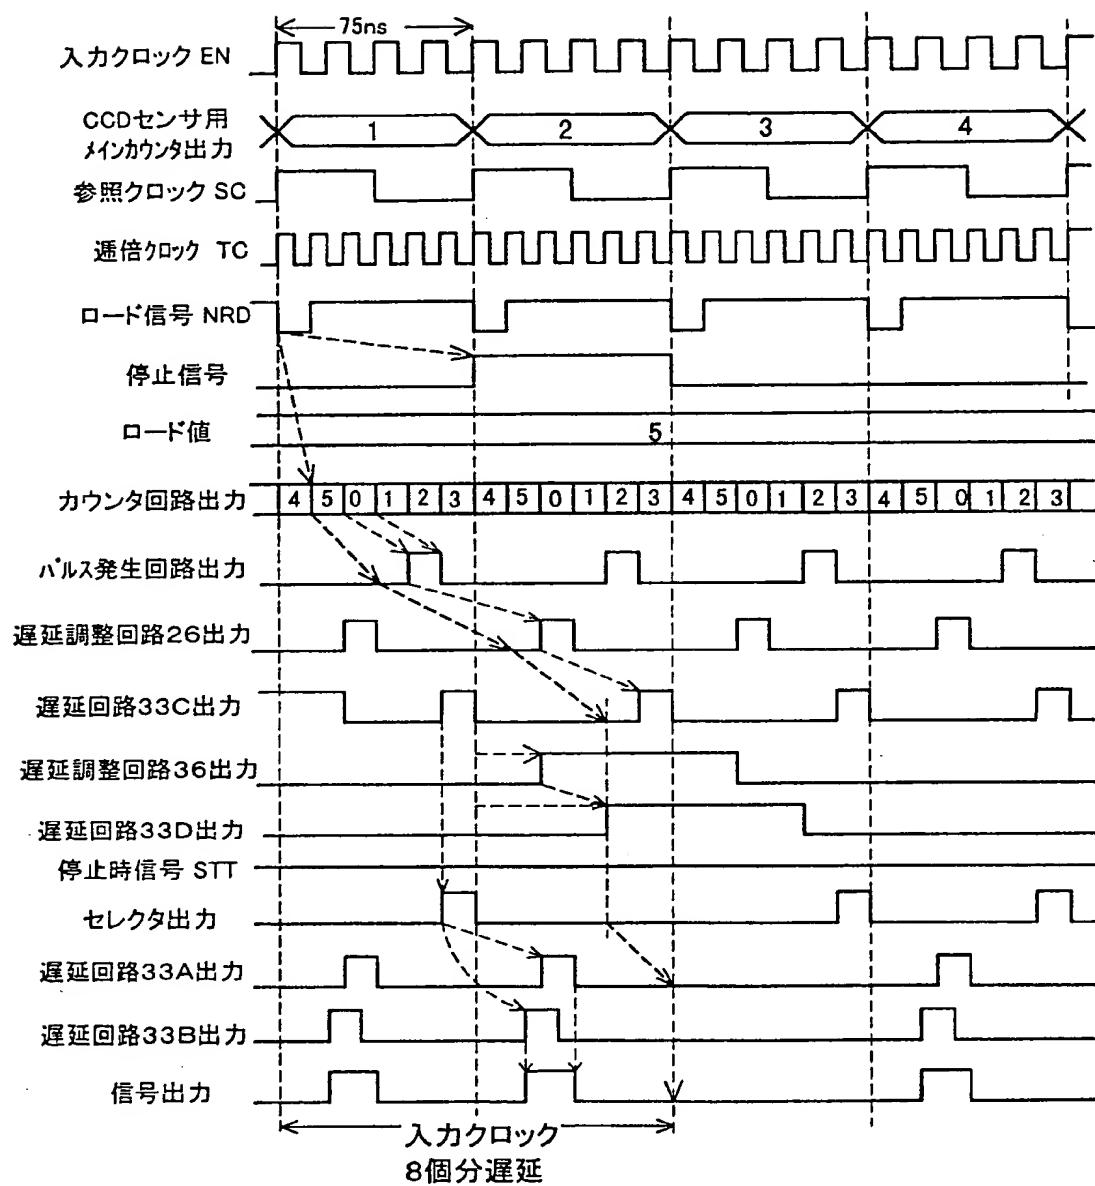 75ns
入力クロック EN
CCDセンサ用
メインカウンタ出力
1 2 3 4
参照クロック SC
逓倍クロック TC
ロード信号 NRD
停止信号
ロード値
5
カウンタ回路出力
4 5 0 1 2 3 4 5 0 1 2 3 4 5 0 1 2 3 4 5 0 1 2 3
パルス発生回路出力
遅延調整回路26出力
遅延回路33C出力
遅延調整回路36出力
遅延回路33D出力
停止時信号 STT
セレクタ出力
遅延回路33A出力
遅延回路33B出力
信号出力
入力クロック
8個分遅延